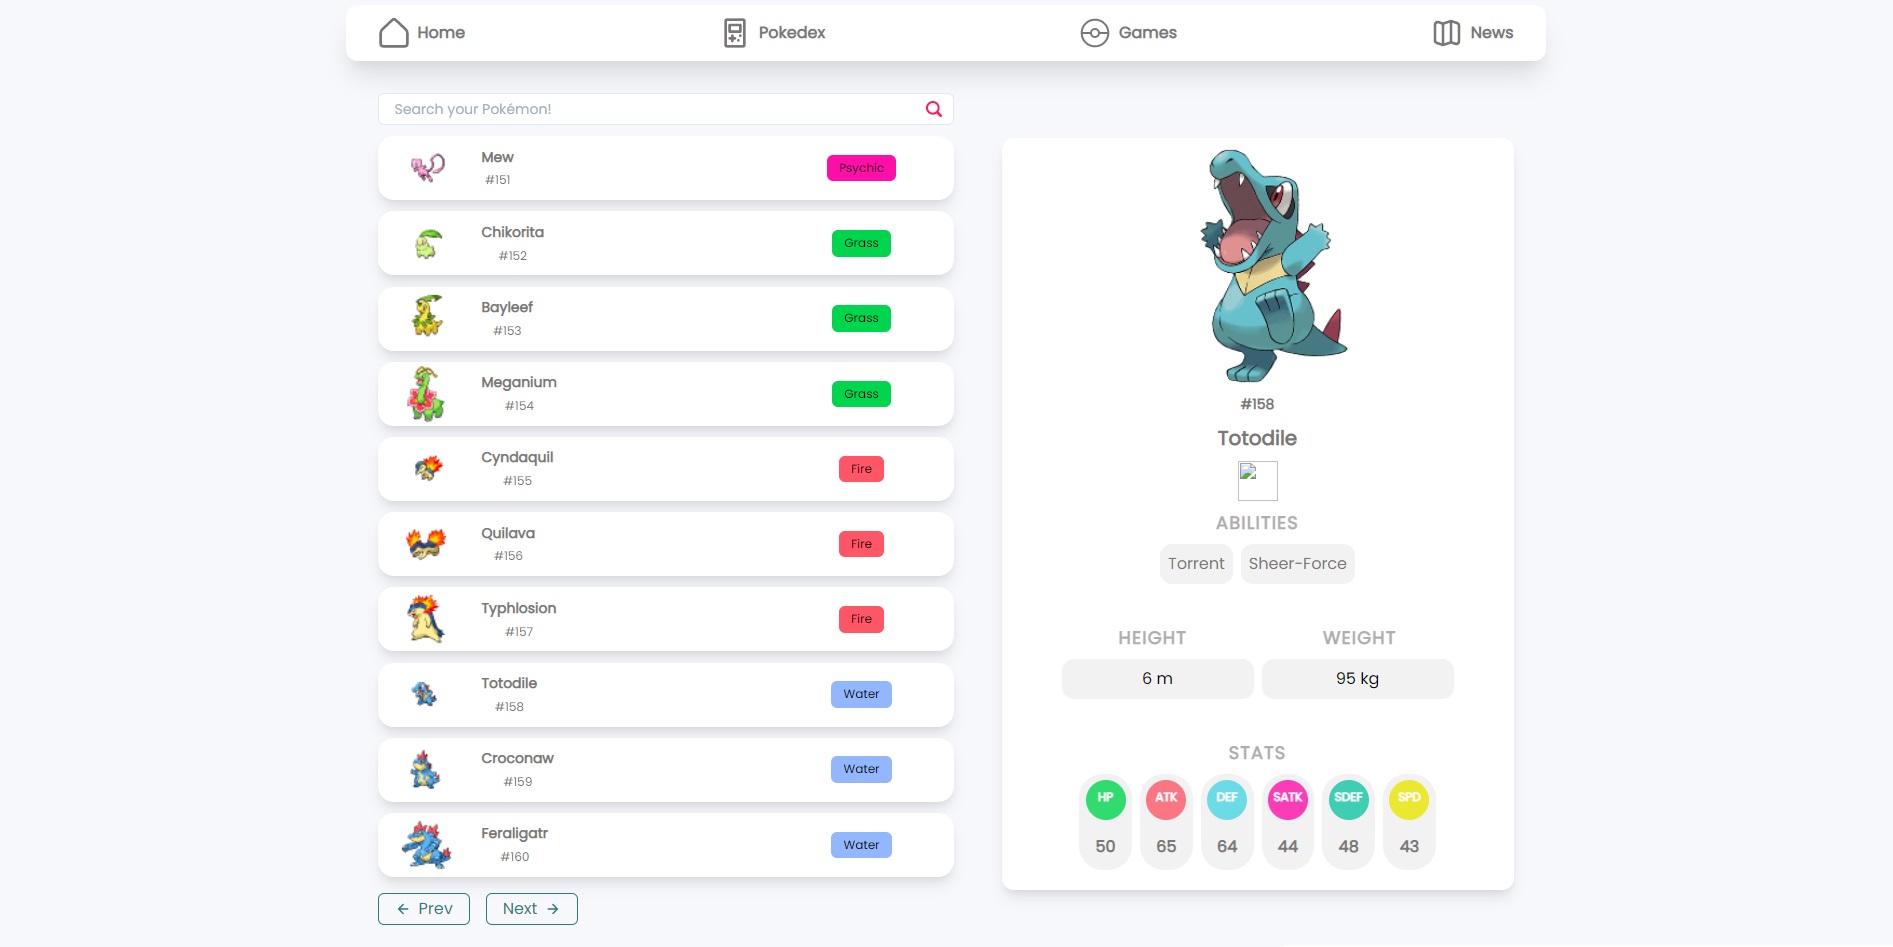 Home Pokedex Games News
Search your Pokémon!
Mew
#151
Psychic
Chikorita
#152
Grass
Bayleef
#153
Grass
Meganium
#154
Grass
Cyndaquil
#155
Fire
Quilava
#156
Fire
Typhlosion
#157
Fire
Totodile
#158
Water
Croconaw
#159
Water
Feraligatr
#160
Water
← Prev Next →
#158
Totodile
ABILITIES
Torrent Sheer-Force
HEIGHT WEIGHT
6 m 95 kg
STATS
HP ATK DEF SATK SDEF SPD
50 65 64 44 48 43